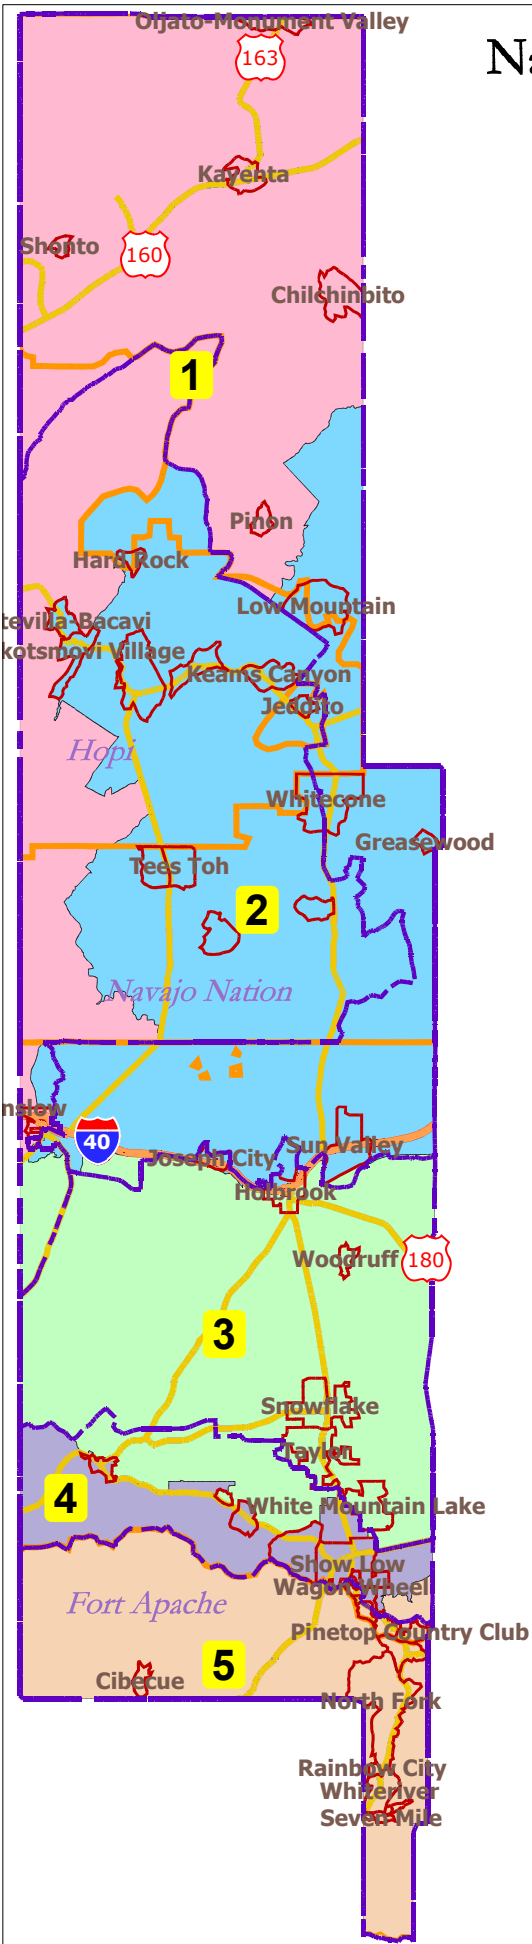 Oljato-Monument Valley
Na
163
Kayenta
Shonto
160
Chilchinbito
1
Pinon
Hard Rock
Low Mountain
tevilla-Bacavi
kotsmovi Village
Keams Canyon
Jeddito
Hopi
Whitecone
Greasewood
Tees Toh
2
Navajo Nation
nslow
40
Sun Valley
Joseph City
Holbrook
Woodruff
180
3
Snowflake
Taylor
4
White Mountain Lake
Show Low
Wagon Wheel
Fort Apache
Pinetop Country Club
5
Cibecue
North Fork
Rainbow City
Whiteriver
Seven Mile